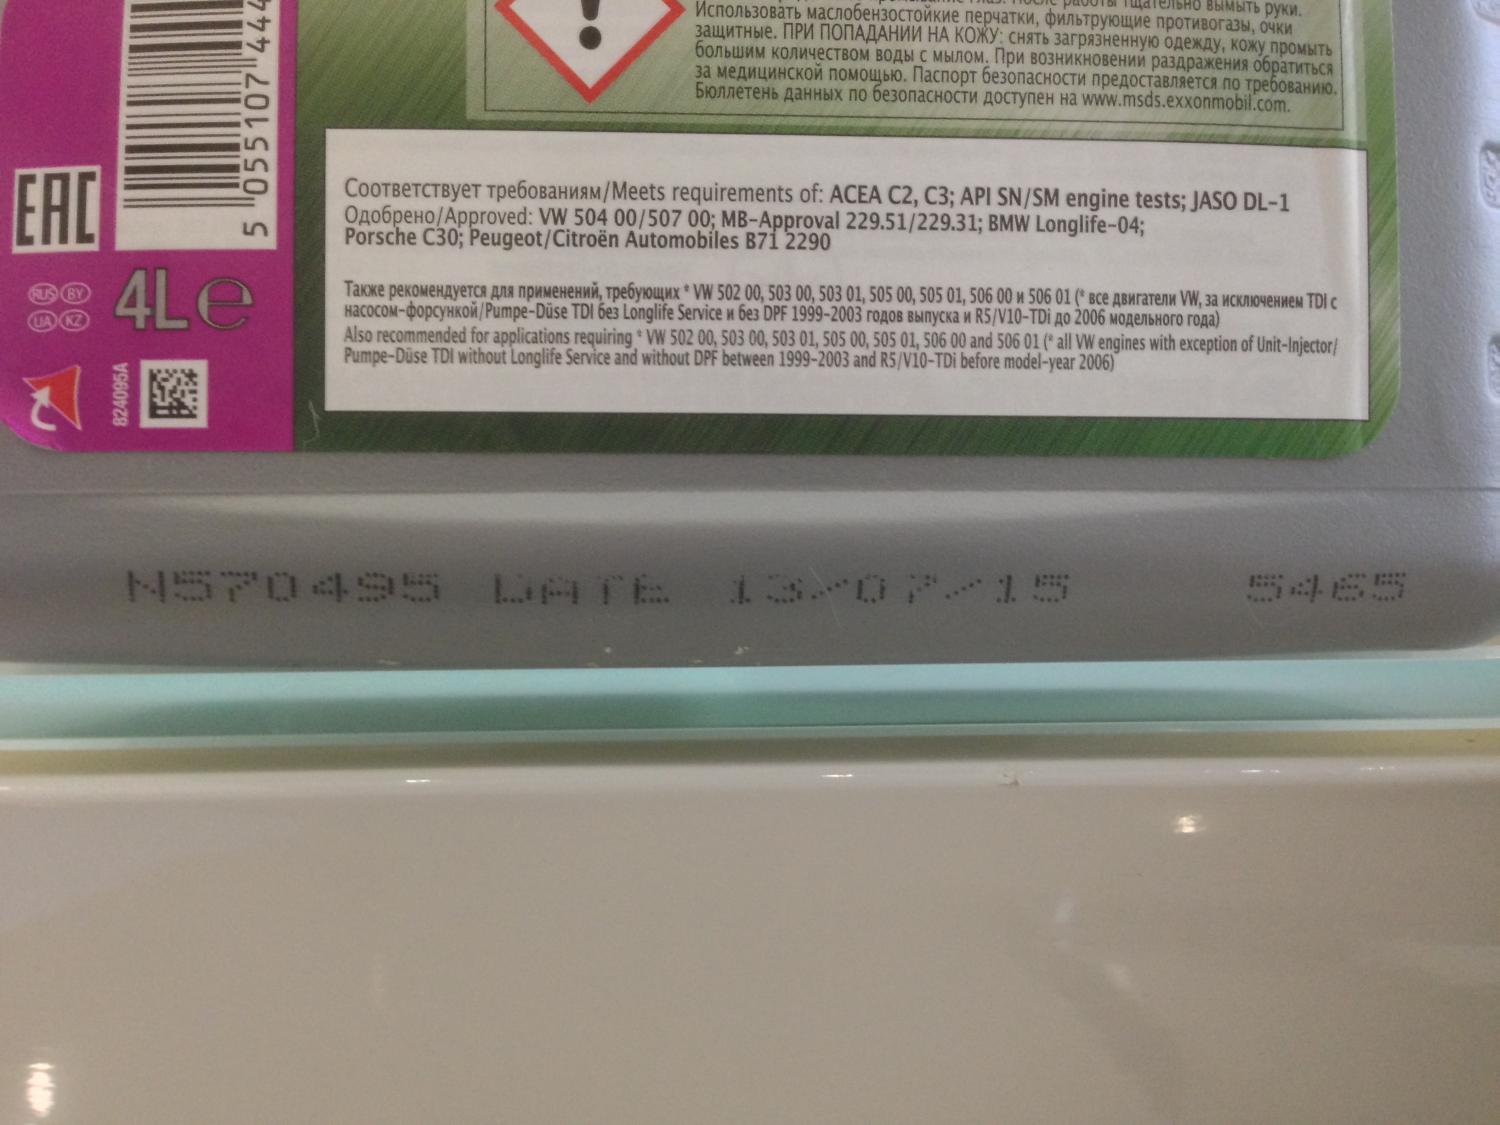 тщательно вымыть руки.
Использовать маслобензостойкие перчатки, фильтрующие противогазы, очки
защитные. ПРИ ПОПАДАНИИ НА КОЖУ: снять загрязненную одежду, кожу промыть
большим количеством воды с мылом. При возникновении раздражения обратиться
за медицинской помощью. Паспорт безопасности предоставляется по требованию.
Бюллетень данных по безопасности доступен на www.msds.exxonmobil.com.
5 055107 444
EAC
RUS BY
UA KZ
4L e
824095A
Соответствует требованиям/Meets requirements of: ACEA C2, C3; API SN/SM engine tests; JASO DL-1
Одобрено/Approved: VW 504 00/507 00; MB-Approval 229.51/229.31; BMW Longlife-04;
Porsche C30; Peugeot/Citroën Automobiles B71 2290
Также рекомендуется для применений, требующих * VW 502 00, 503 00, 503 01, 505 00, 505 01, 506 00 и 506 01 (* все двигатели VW, за исключением TDI с
насосом-форсункой/Pumpe-Düse TDI без Longlife Service и без DPF 1999-2003 годов выпуска и R5/V10-TDi до 2006 модельного года)
Also recommended for applications requiring * VW 502 00, 503 00, 503 01, 505 00, 505 01, 506 00 and 506 01 (* all VW engines with exception of Unit-Injector/
Pumpe-Düse TDI without Longlife Service and without DPF between 1999-2003 and R5/V10-TDi before model-year 2006)
N570495 DATE 13/07/15 5465